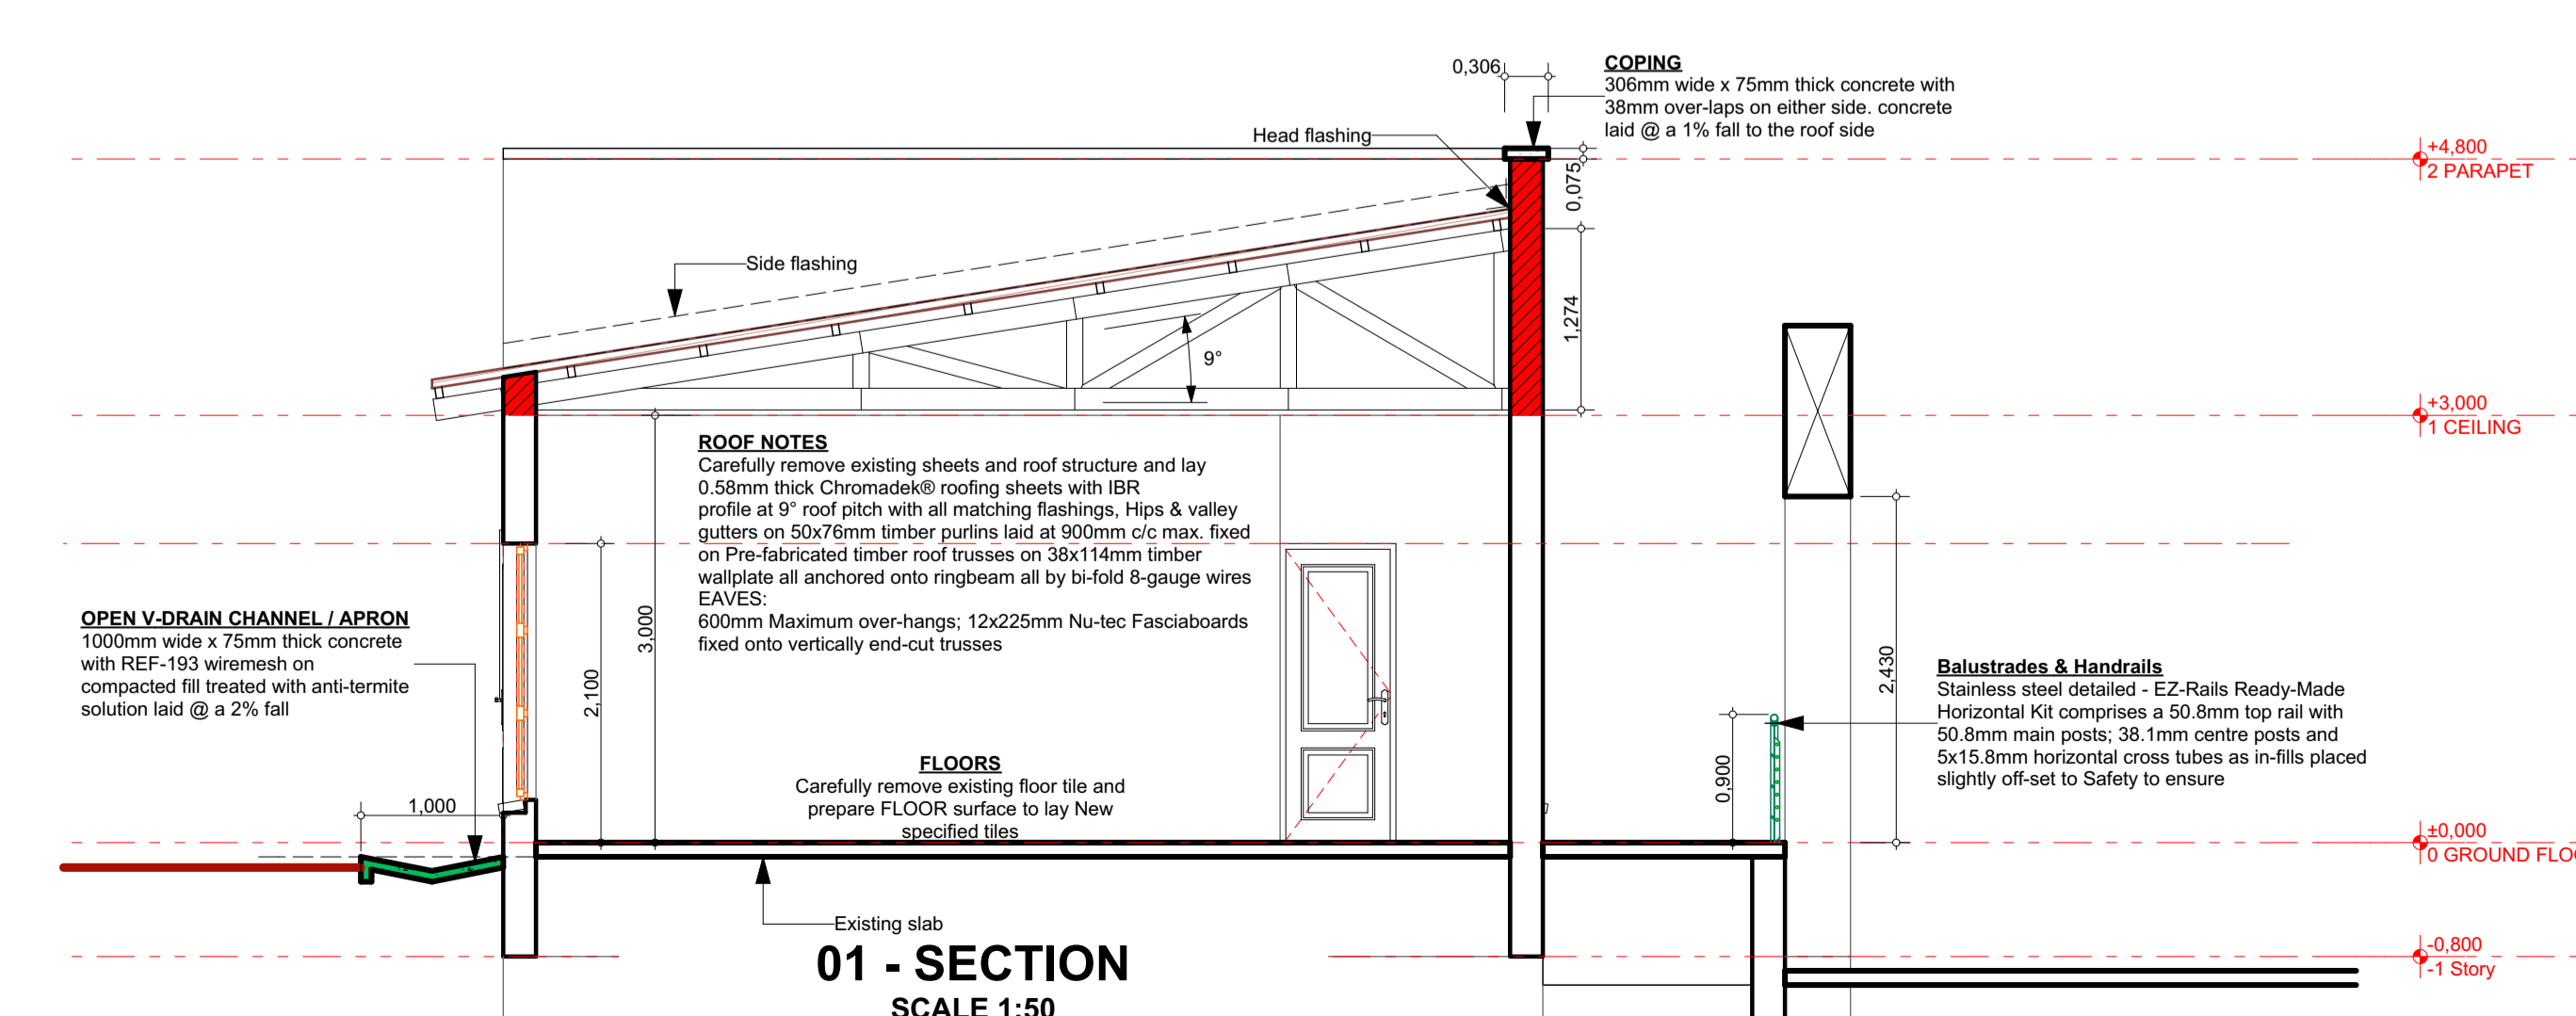 0,306
COPING
306mm wide x 75mm thick concrete with
38mm over-laps on either side. concrete
laid @ a 1% fall to the roof side
Head flashing
+4,800
2 PARAPET
0,075
Side flashing
1,274
9°
+3,000
1 CEILING
ROOF NOTES
Carefully remove existing sheets and roof structure and lay
0.58mm thick Chromadek® roofing sheets with IBR
profile at 9° roof pitch with all matching flashings, Hips & valley
gutters on 50x76mm timber purlins laid at 900mm c/c max. fixed
on Pre-fabricated timber roof trusses on 38x114mm timber
wallplate all anchored onto ringbeam all by bi-fold 8-gauge wires
EAVES:
600mm Maximum over-hangs; 12x225mm Nu-tec Fasciaboards
fixed onto vertically end-cut trusses
OPEN V-DRAIN CHANNEL / APRON
1000mm wide x 75mm thick concrete
with REF-193 wiremesh on
compacted fill treated with anti-termite
solution laid @ a 2% fall
3,000
2,100
2,430
Balustrades & Handrails
Stainless steel detailed - EZ-Rails Ready-Made
Horizontal Kit comprises a 50.8mm top rail with
50.8mm main posts; 38.1mm centre posts and
5x15.8mm horizontal cross tubes as in-fills placed
slightly off-set to Safety to ensure
0,900
FLOORS
Carefully remove existing floor tile and
prepare FLOOR surface to lay New
specified tiles
1,000
±0,000
0 GROUND FLO
Existing slab
01 - SECTION
SCALE 1:50
-0,800
-1 Story